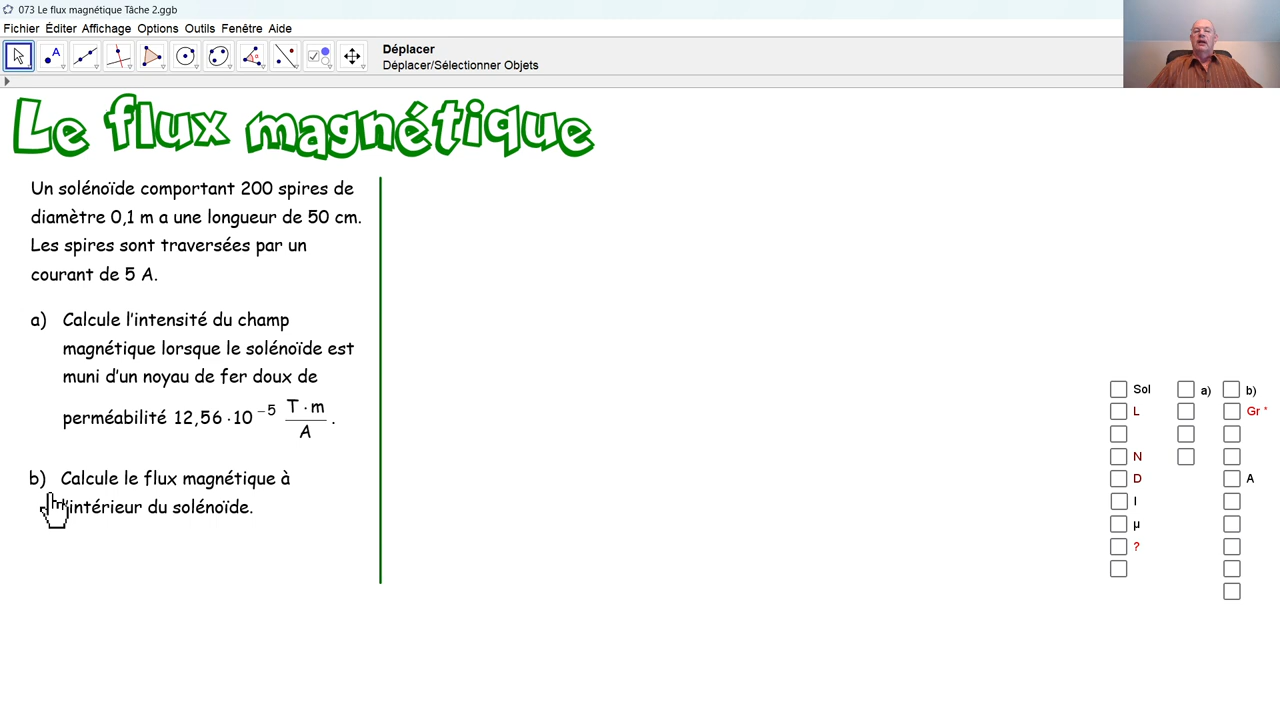 073 Le flux magnétique Tâche 2.ggb
Fichier Éditer Affichage Options Outils Fenêtre Aide
A
Déplacer
Déplacer/Sélectionner Objets
Le flux magnétique
Un solénoïde comportant 200 spires de
diamètre 0,1 m a une longueur de 50 cm.
Les spires sont traversées par un
courant de 5 A.
a) Calcule l'intensité du champ
magnétique lorsque le solénoïde est
muni d'un noyau de fer doux de
perméabilité 12,56 · 10⁻⁵ T · m / A .
b) Calcule le flux magnétique à
l'intérieur du solénoïde.
Sol a) b)
L Gr "
N
D A
I
µ
?